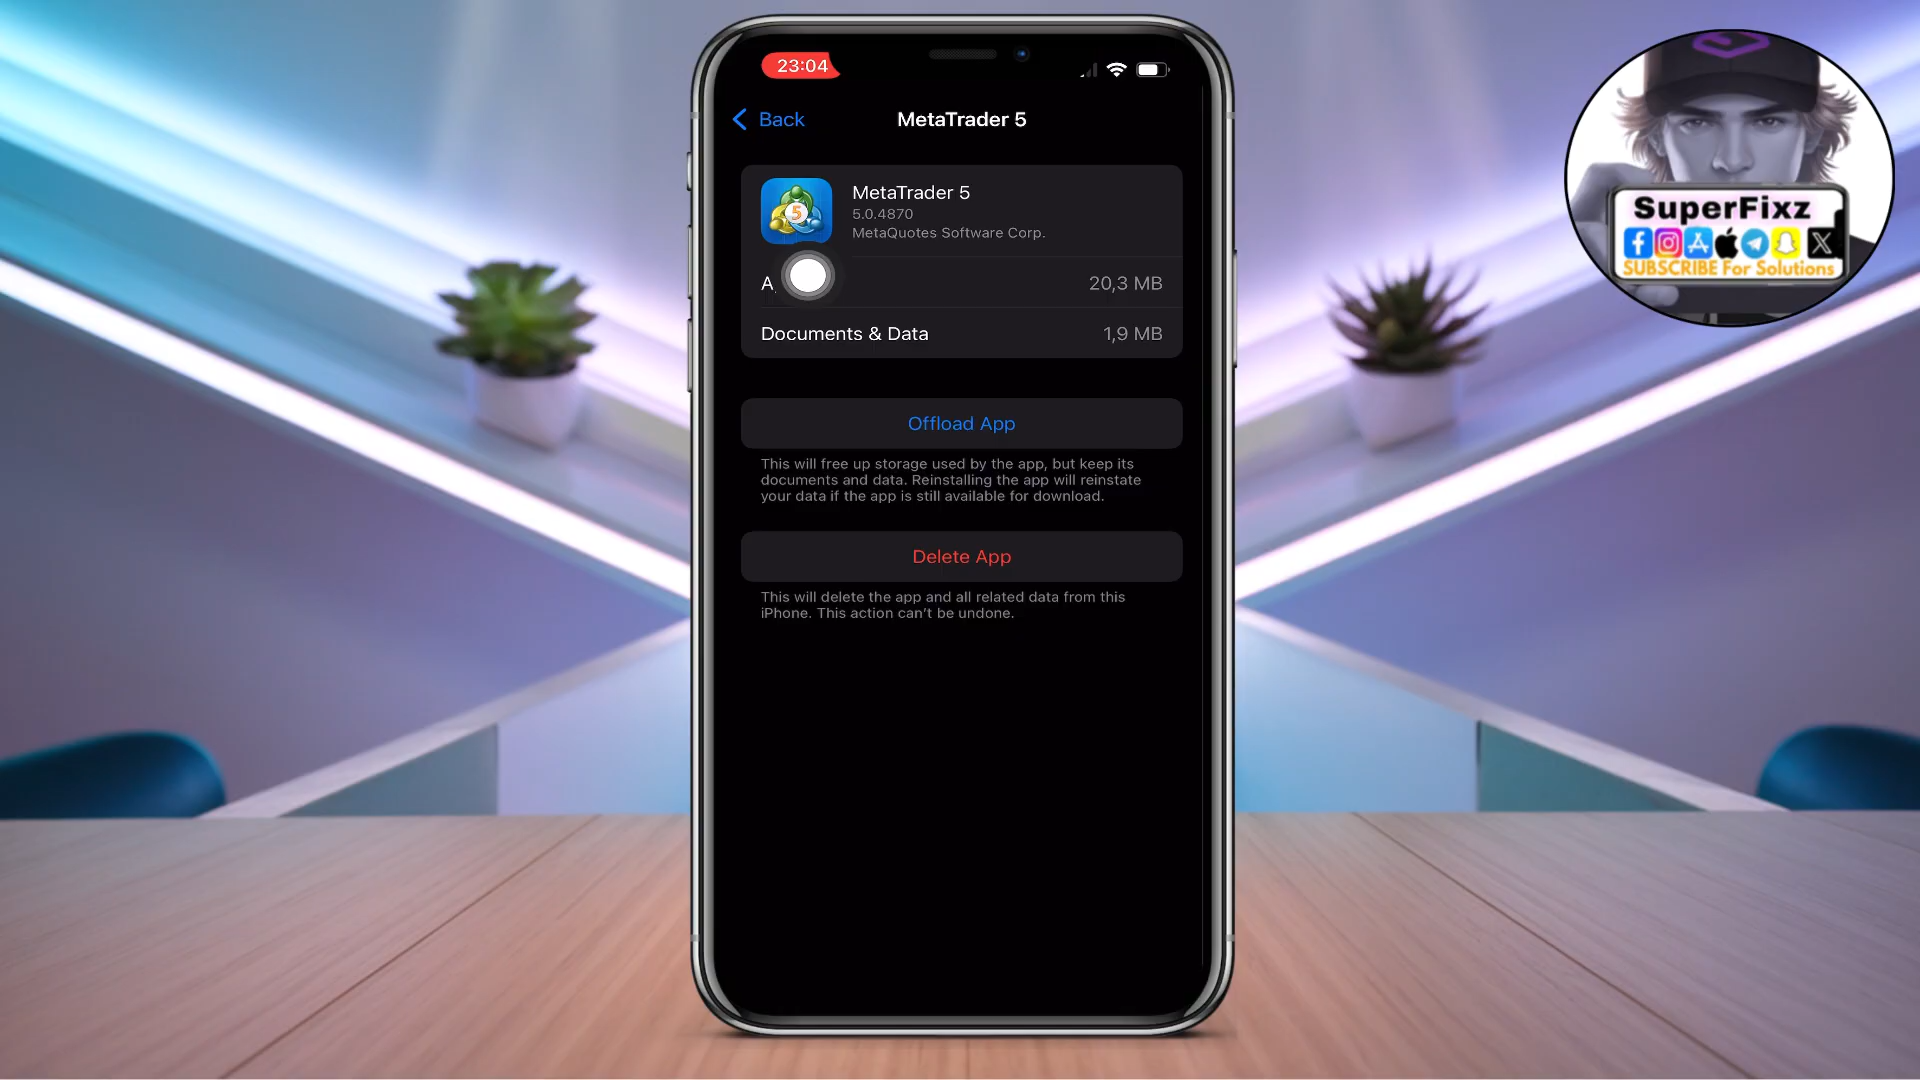 23:04
Back
MetaTrader 5
MetaTrader 5
5.0.4870
MetaQuotes Software Corp.
A
20,3 MB
Documents & Data
1,9 MB
Offload App
This will free up storage used by the app, but keep its
documents and data. Reinstalling the app will reinstate
your data if the app is still available for download.
Delete App
This will delete the app and all related data from this
iPhone. This action can't be undone.
SuperFixz
SUBSCRIBE For Solutions